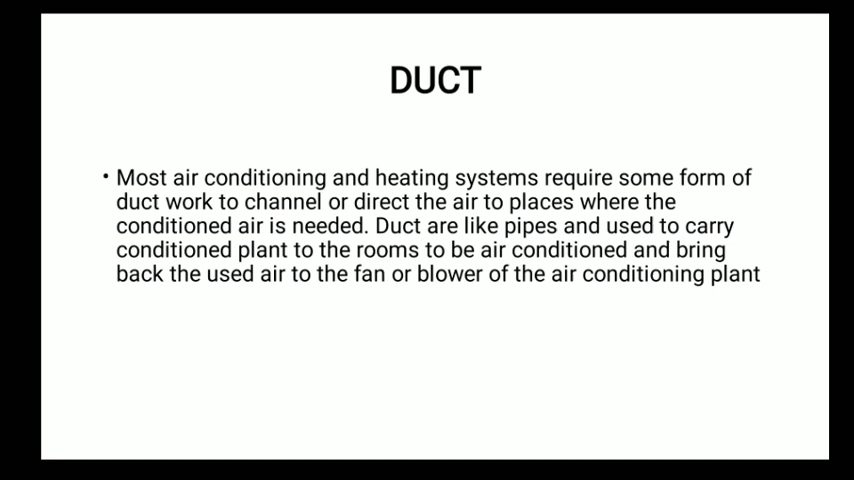 DUCT
• Most air conditioning and heating systems require some form of
duct work to channel or direct the air to places where the
conditioned air is needed. Duct are like pipes and used to carry
conditioned plant to the rooms to be air conditioned and bring
back the used air to the fan or blower of the air conditioning plant